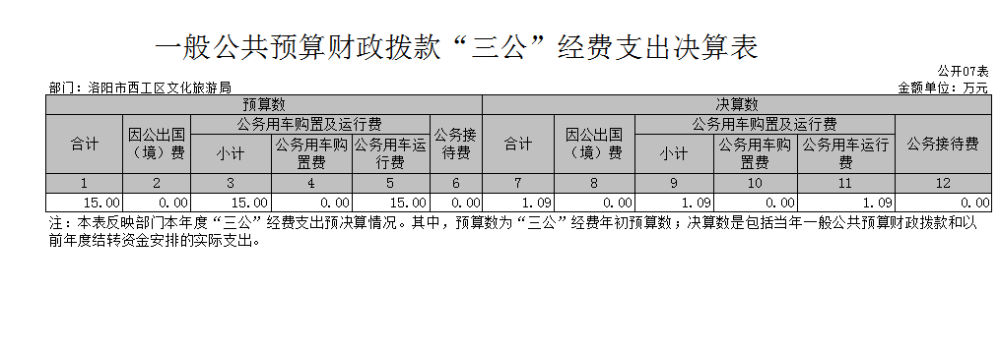 一般公共预算财政拨款“三公”经费支出决算表
公开07表
部门：洛阳市西工区文化旅游局 金额单位：万元
预算数 决算数
合计 因公出国（境）费 公务用车购置及运行费 公务接待费 合计 因公出国（境）费 公务用车购置及运行费 公务接待费
小计 公务用车购置费 公务用车运行费 小计 公务用车购置费 公务用车运行费
1 2 3 4 5 6 7 8 9 10 11 12
15.00 0.00 15.00 0.00 15.00 0.00 1.09 0.00 1.09 0.00 1.09 0.00
注：本表反映部门本年度“三公”经费支出预决算情况。其中，预算数为“三公”经费年初预算数；决算数是包括当年一般公共预算财政拨款和以
前年度结转资金安排的实际支出。